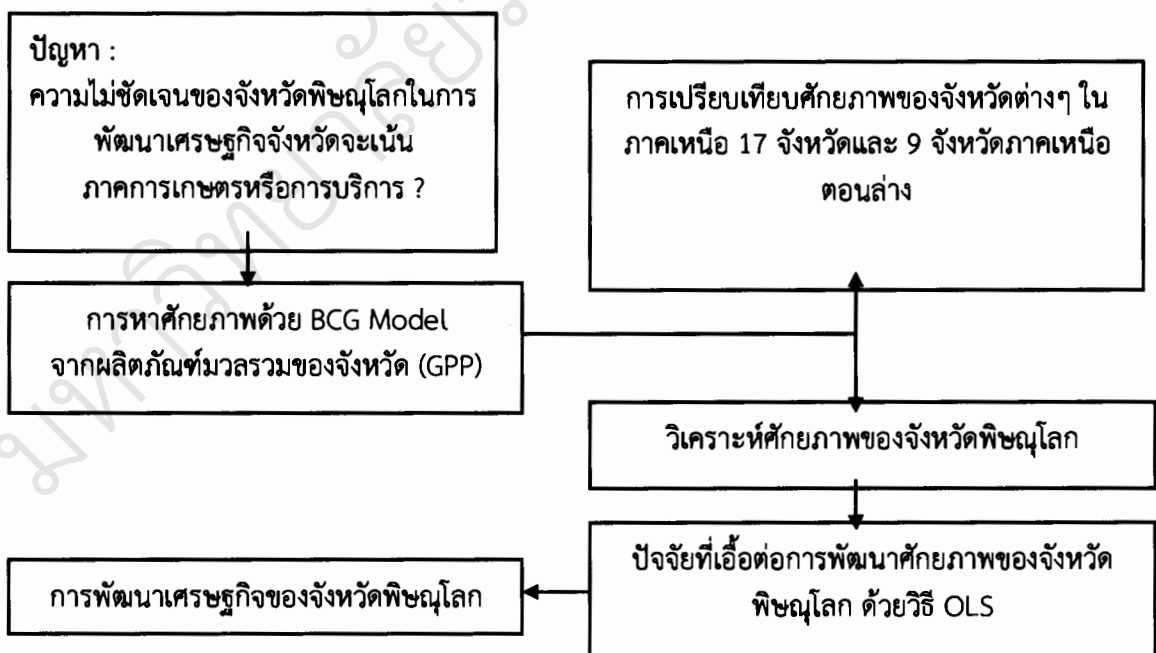 ปัญหา :
ความไม่ชัดเจนของจังหวัดพิษณุโลกในการ
พัฒนาเศรษฐกิจจังหวัดจะเน้น
ภาคการเกษตรหรือการบริการ ?
การเปรียบเทียบศักยภาพของจังหวัดต่างๆ ใน
ภาคเหนือ 17 จังหวัดและ 9 จังหวัดภาคเหนือ
ตอนล่าง
การหาศักยภาพด้วย BCG Model
จากผลิตภัณฑ์มวลรวมของจังหวัด (GPP)
วิเคราะห์ศักยภาพของจังหวัดพิษณุโลก
ปัจจัยที่เอื้อต่อการพัฒนาศักยภาพของจังหวัด
พิษณุโลก ด้วยวิธี OLS
การพัฒนาเศรษฐกิจของจังหวัดพิษณุโลก